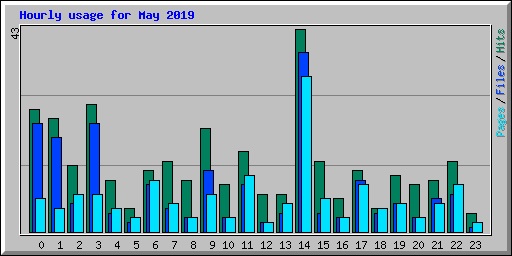 Hourly usage for May 2019
43
Pages / Files / Hits
0 1 2 3 4 5 6 7 8 9 10 11 12 13 14 15 16 17 18 19 20 21 22 23